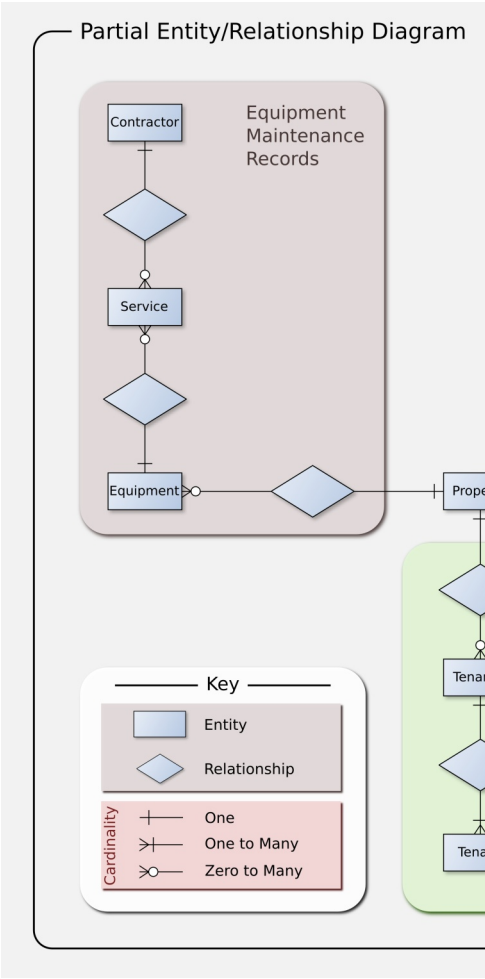 Partial Entity/Relationship Diagram
Equipment
Maintenance
Records
Contractor
Service
Equipment
Key
Entity
Relationship
Cardinality
One
One to Many
Zero to Many